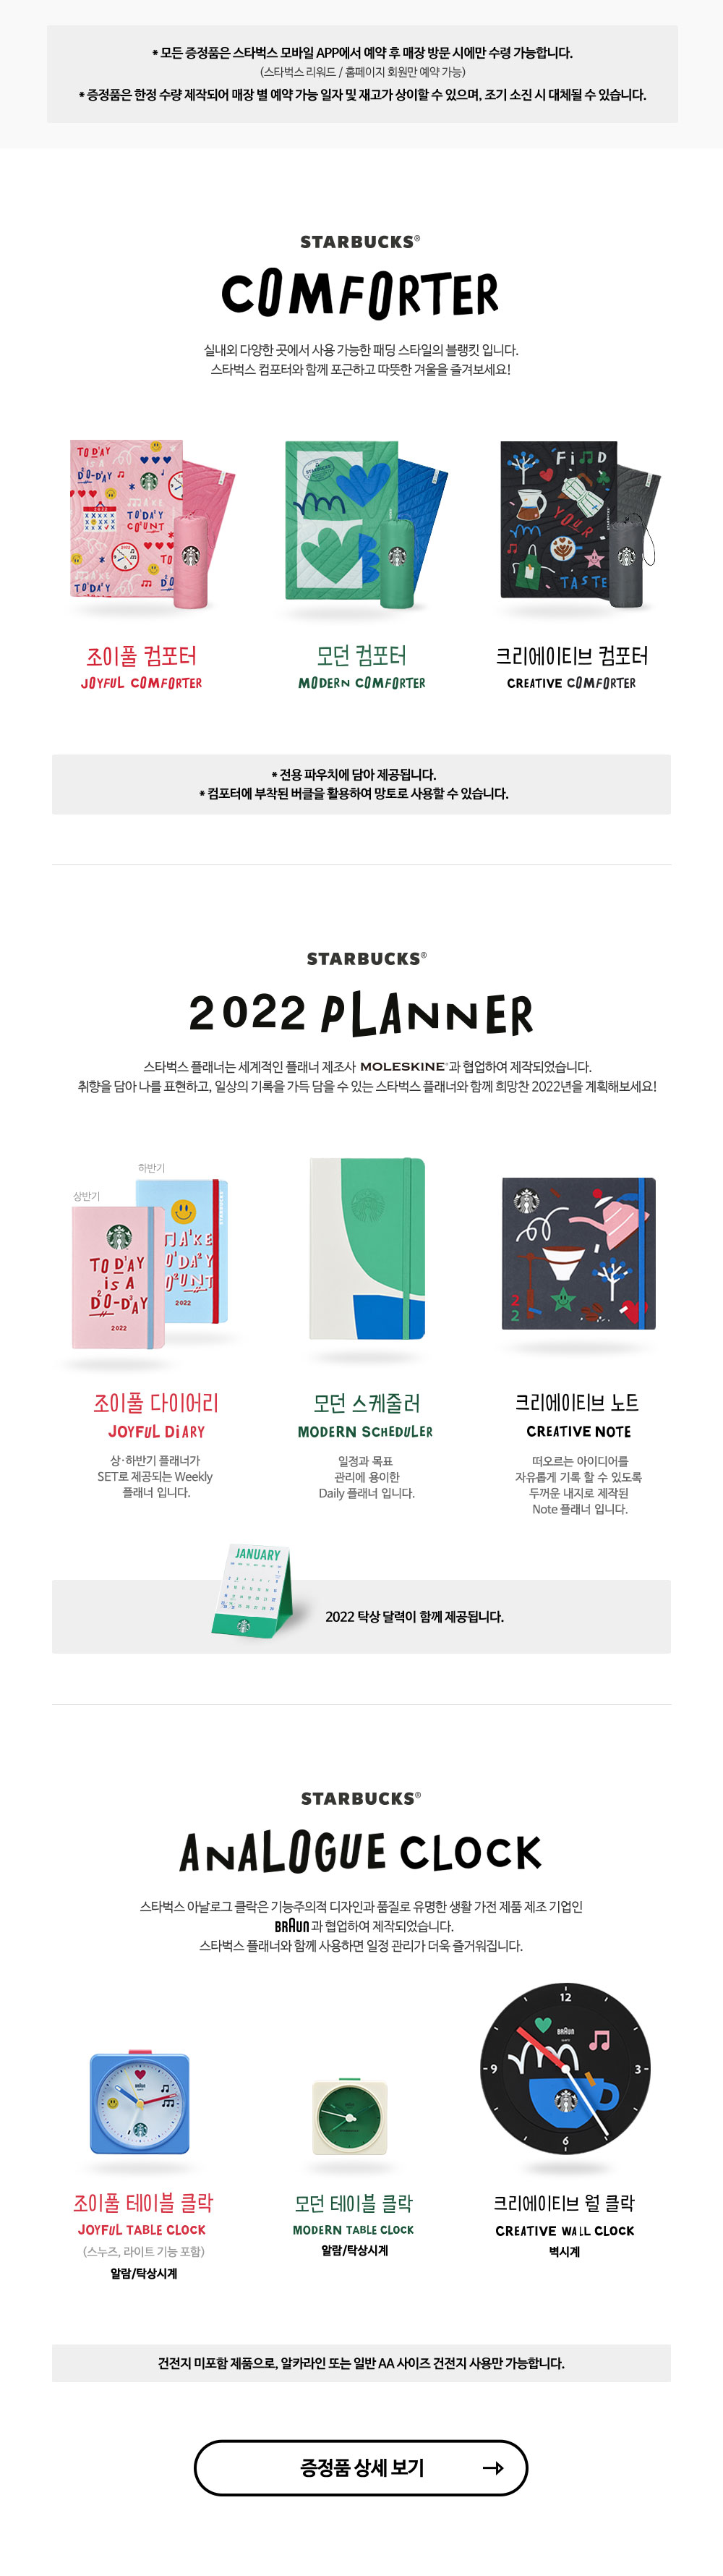 * 모든 증정품은 스타벅스 모바일 APP에서 예약 후 매장 방문 시에만 수령 가능합니다.
(스타벅스 리워드 / 홈페이지 회원만 예약 가능)
* 증정품은 한정 수량 제작되어 매장 별 예약 가능 일자 및 재고가 상이할 수 있으며, 조기 소진 시 대체될 수 있습니다.
STARBUCKS®
COMFORTER
실내외 다양한 곳에서 사용 가능한 패딩 스타일의 블랭킷 입니다.
스타벅스 컴포터와 함께 포근하고 따뜻한 겨울을 즐겨보세요!
TODAY
IS A
DO-DAY
MAKE
TODAY
COUNT
TO
TODAY
DO
FiND
YOUR
TASTE
조이풀 컴포터
JOYFUL COMFORTER
모던 컴포터
MODERN COMFORTER
크리에이티브 컴포터
CREATIVE COMFORTER
* 전용 파우치에 담아 제공됩니다.
* 컴포터에 부착된 버클을 활용하여 망토로 사용할 수 있습니다.
STARBUCKS®
2022 PLANNER
스타벅스 플래너는 세계적인 플래너 제조사 MOLESKINE®과 협업하여 제작되었습니다.
취향을 담아 나를 표현하고, 일상의 기록을 가득 담을 수 있는 스타벅스 플래너와 함께 희망찬 2022년을 계획해보세요!
하반기
상반기
MAKE
TODAY
COUNT
2022
TODAY
iS A
DO-DAY
2022
2
2
조이풀 다이어리
JOYFUL DiARY
상·하반기 플래너가
SET로 제공되는 Weekly
플래너 입니다.
모던 스케줄러
MODERN SCHEDULER
일정과 목표
관리에 용이한
Daily 플래너 입니다.
크리에이티브 노트
CREATIVE NOTE
떠오르는 아이디어를
자유롭게 기록 할 수 있도록
두꺼운 내지로 제작된
Note 플래너 입니다.
JANUARY
2022 탁상 달력이 함께 제공됩니다.
STARBUCKS®
ANALOGUE CLOCK
스타벅스 아날로그 클락은 기능주의적 디자인과 품질로 유명한 생활 가전 제품 제조 기업인
BRAUN 과 협업하여 제작되었습니다.
스타벅스 플래너와 함께 사용하면 일정 관리가 더욱 즐거워집니다.
12
BRAUN
9
3
6
조이풀 테이블 클락
JOYFUL TABLE CLOCK
(스누즈, 라이트 기능 포함)
알람/탁상시계
모던 테이블 클락
MODERN TABLE CLOCK
알람/탁상시계
크리에이티브 월 클락
CREATIVE WALL CLOCK
벽시계
건전지 미포함 제품으로, 알카라인 또는 일반 AA 사이즈 건전지 사용만 가능합니다.
증정품 상세 보기